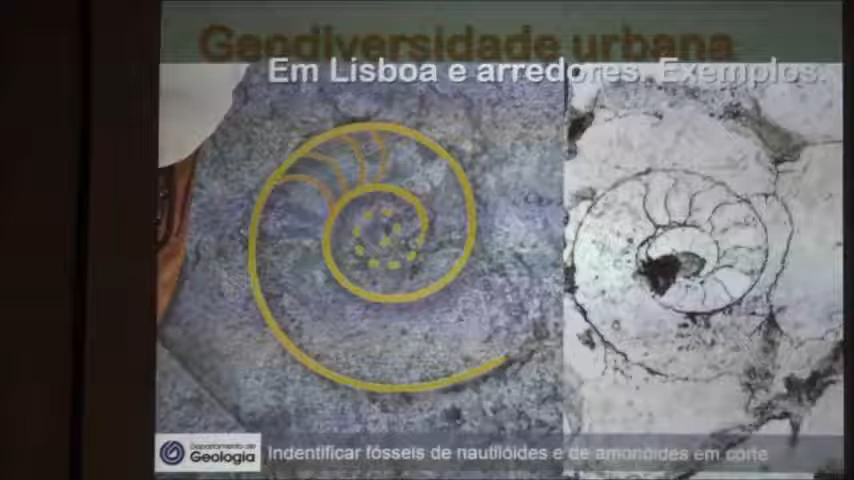 Geodiversidade urbana
Em Lisboa e arredores. Exemplos.
Departamento de
Geologia
Indentificar fósseis de nautilóides e de amonóides em corte